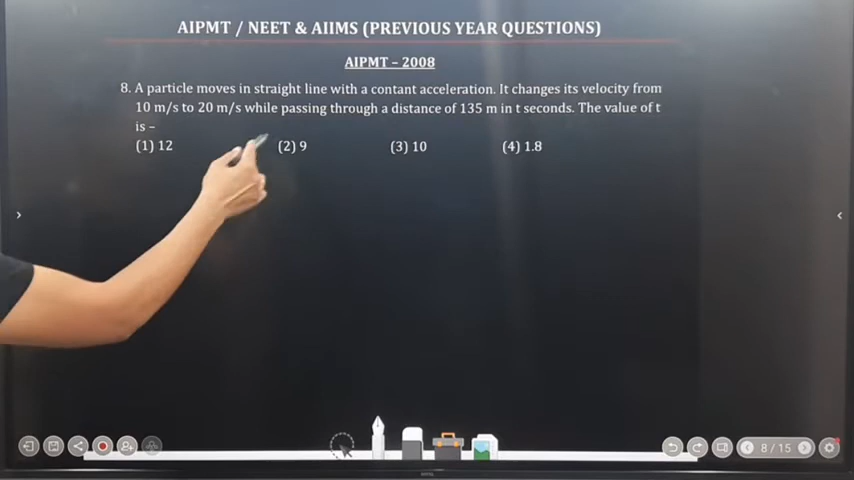 AIPMT / NEET & AIIMS (PREVIOUS YEAR QUESTIONS)
AIPMT – 2008
8. A particle moves in straight line with a contant acceleration. It changes its velocity from
10 m/s to 20 m/s while passing through a distance of 135 m in t seconds. The value of t
is –
(1) 12 (2) 9 (3) 10 (4) 1.8
8 / 15